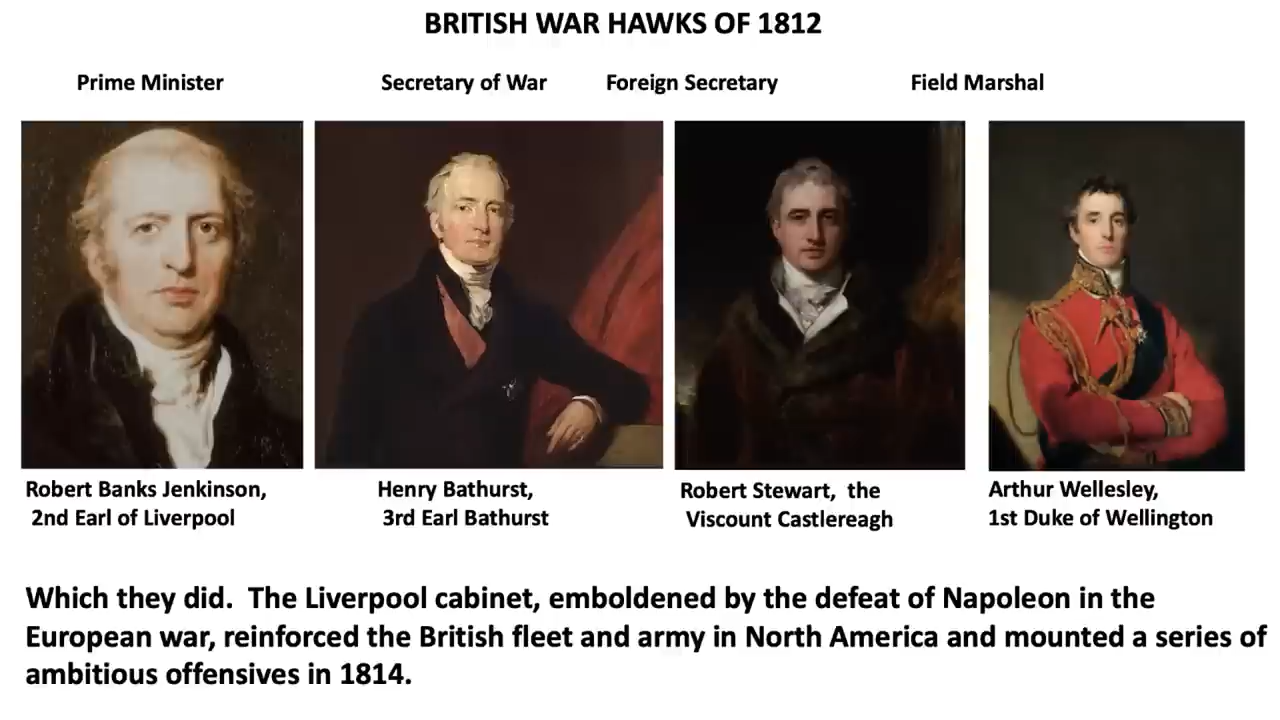 BRITISH WAR HAWKS OF 1812
Prime Minister
Secretary of War
Foreign Secretary
Field Marshal
Robert Banks Jenkinson,
2nd Earl of Liverpool
Henry Bathurst,
3rd Earl Bathurst
Robert Stewart, the
Viscount Castlereagh
Arthur Wellesley,
1st Duke of Wellington
Which they did. The Liverpool cabinet, emboldened by the defeat of Napoleon in the
European war, reinforced the British fleet and army in North America and mounted a series of
ambitious offensives in 1814.